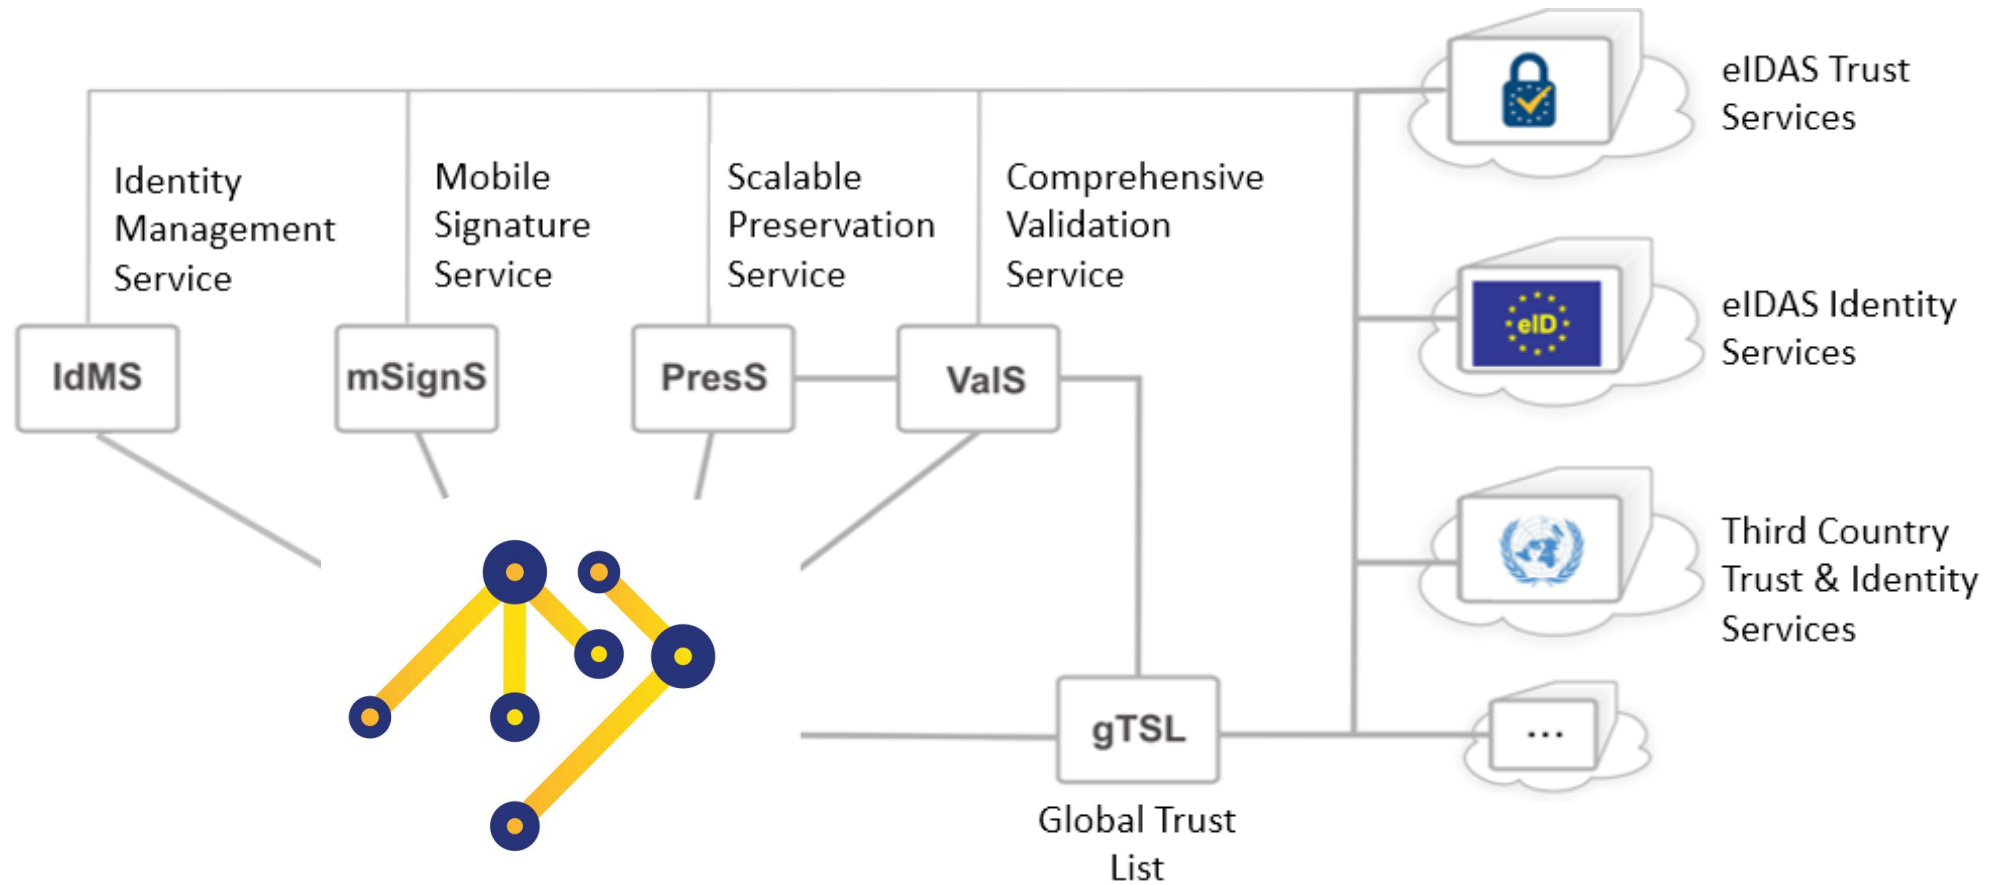 eIDAS Trust
Services
Identity
Management
Service
Mobile
Signature
Service
Scalable
Preservation
Service
Comprehensive
Validation
Service
eID
eIDAS Identity
Services
IdMS
mSignS
PresS
ValS
Third Country
Trust & Identity
Services
gTSL
...
Global Trust
List